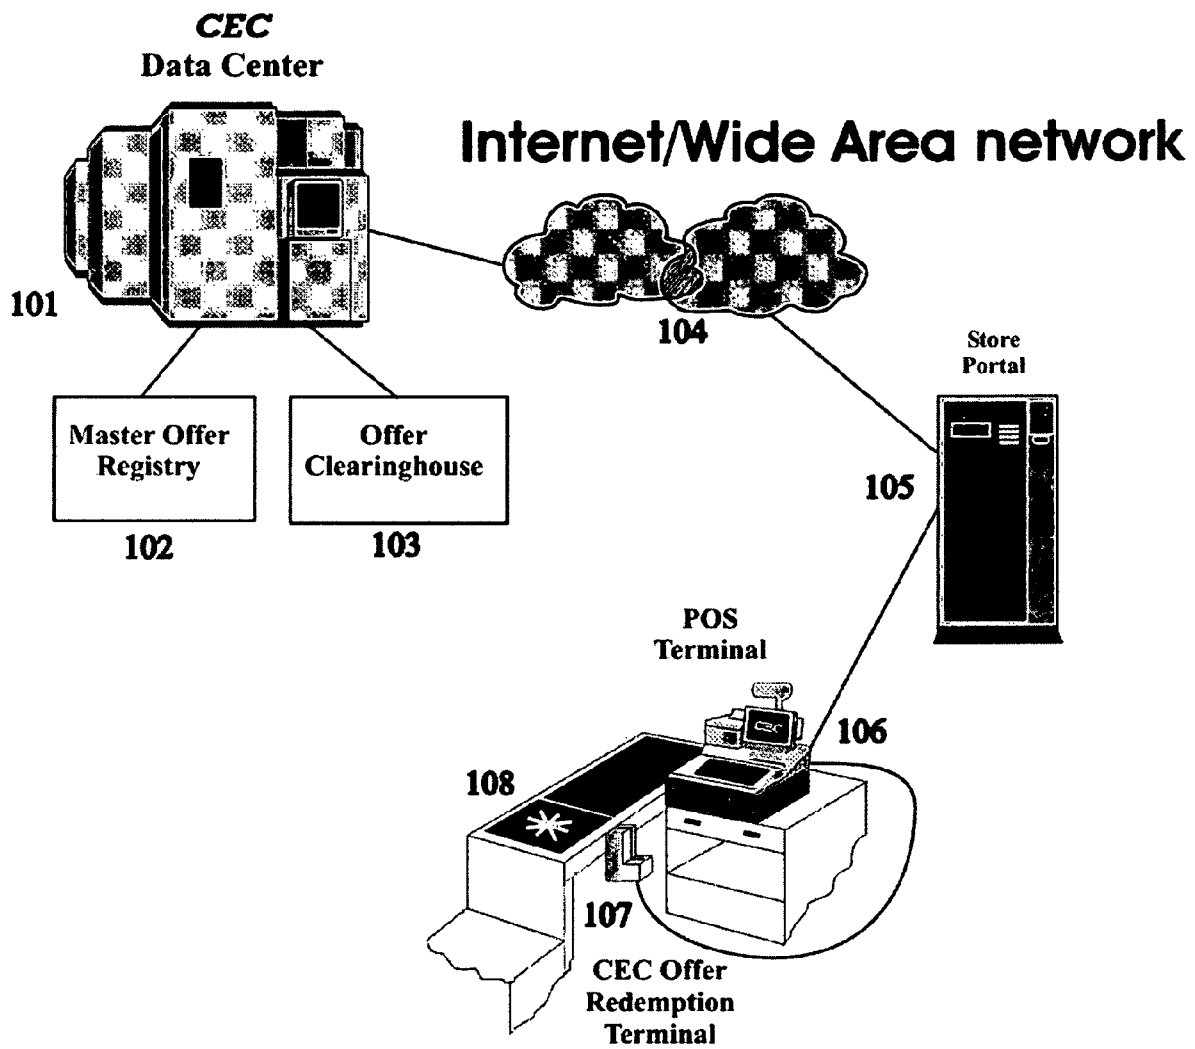 CEC
Data Center
Internet/Wide Area network
101
104
Store
Portal
Master Offer
Registry
Offer
Clearinghouse
105
102
103
POS
Terminal
CEC
106
108
107
CEC Offer
Redemption
Terminal